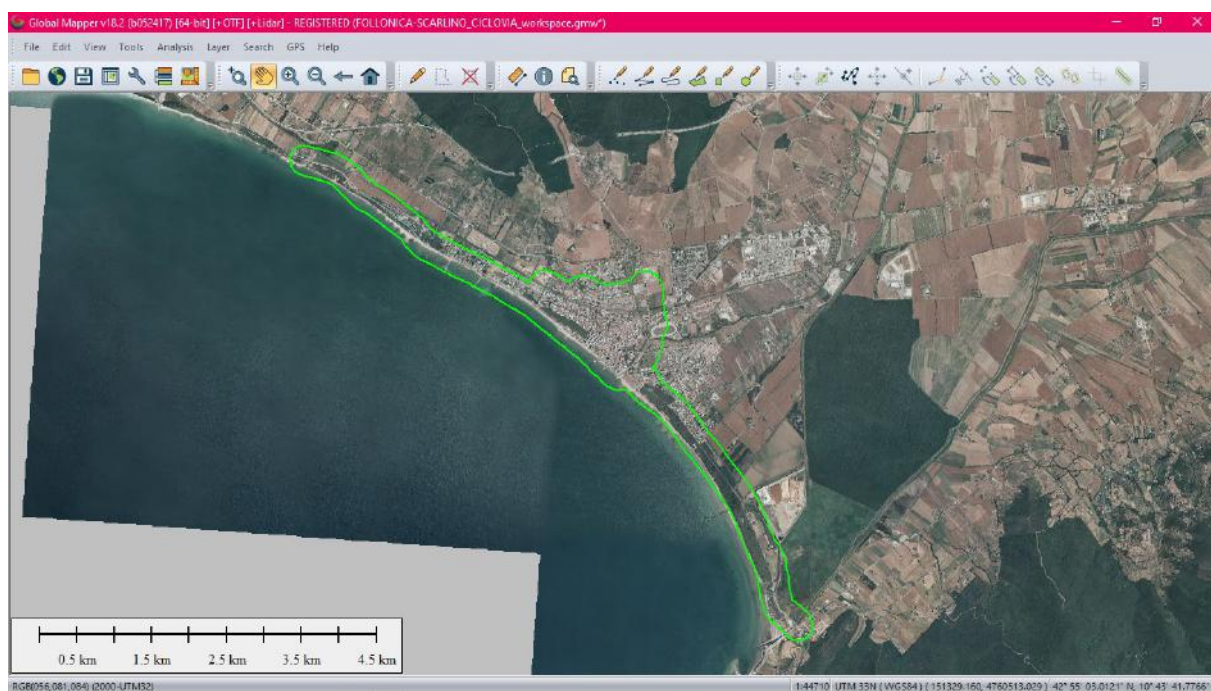 Global Mapper v18.2 (b052417) [64-bit] [+OTF] [+Lidar] - REGISTERED (FOLLONICA-SCARLINO_CICLOVIA_workspace.gmw*)
File Edit View Tools Analysis Layer Search GPS Help
0.5 km 1.5 km 2.5 km 3.5 km 4.5 km
RGB(056,081,084) (2000-UTM32) 1:44710 UTM 33N ( WGS84 ) ( 151329.160, 4760513.029 ) 42° 55' 03.0121" N, 10° 43' 41.7766"